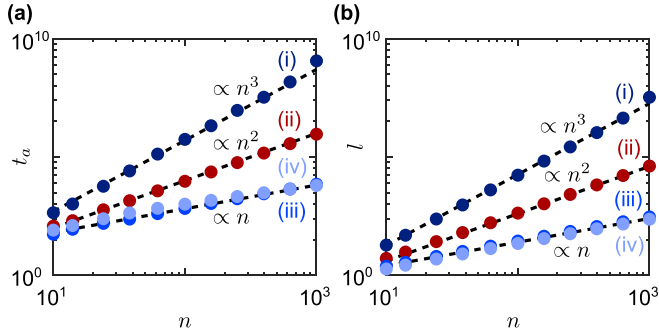 (a)
10^10
t_a
10^0
10^1
n
10^3
(i)
∝ n^3
(ii)
∝ n^2
(iv)
(iii)
∝ n
(b)
10^10
l
10^0
10^1
n
10^3
(i)
∝ n^3
(ii)
∝ n^2
(iii)
(iv)
∝ n